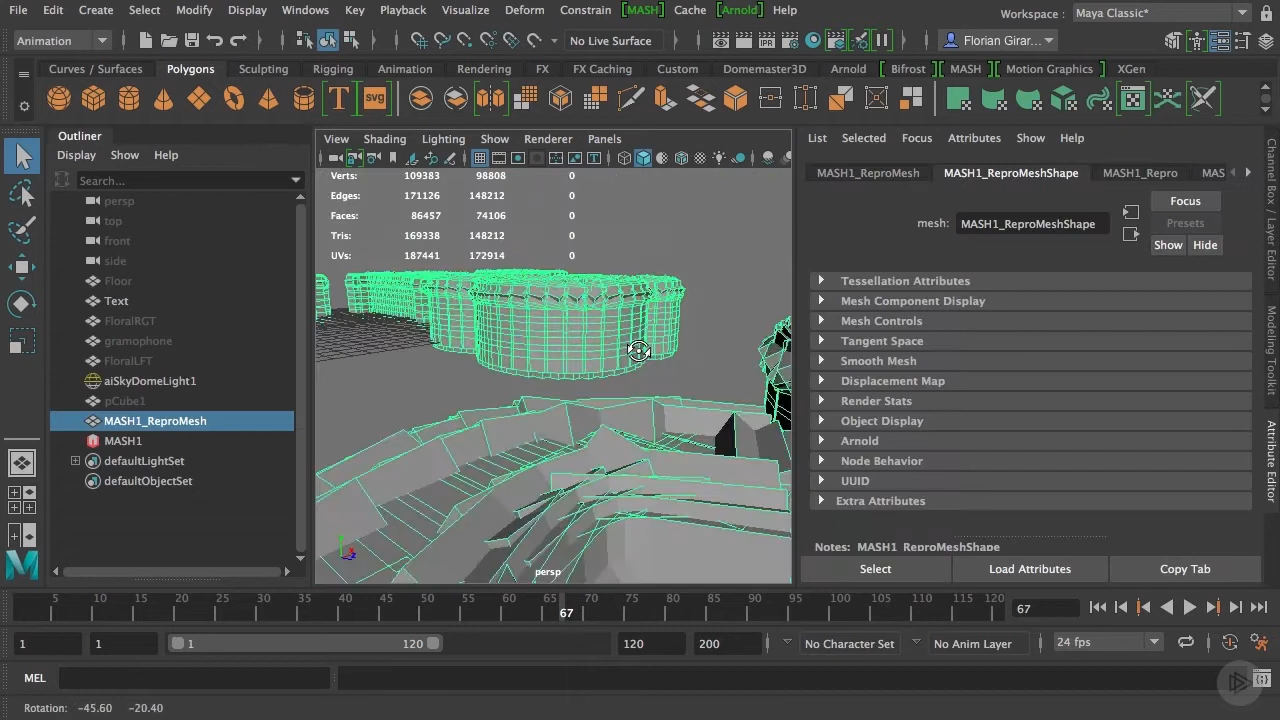 File Edit Create Select Modify Display Windows Key Playback Visualize Deform Constrain [MASH] Cache [Arnold] Help Workspace : Maya Classic*
Animation No Live Surface Florian Girar...
Curves / Surfaces Polygons Sculpting Rigging Animation Rendering FX FX Caching Custom Domemaster3D Arnold Bifrost MASH Motion Graphics XGen
T svg
Outliner
Display Show Help
Search...
persp
top
front
side
Floor
Text
FloralRGT
gramophone
FloralLFT
aiSkyDomeLight1
pCube1
MASH1_ReproMesh
MASH1
defaultLightSet
defaultObjectSet
View Shading Lighting Show Renderer Panels
Verts: 109383 98808 0
Edges: 171126 148212 0
Faces: 86457 74106 0
Tris: 169338 148212 0
UVs: 187441 172914 0
persp
List Selected Focus Attributes Show Help
MASH1_ReproMesh MASH1_ReproMeshShape MASH1_Repro MAS
Focus
mesh: MASH1_ReproMeshShape
Presets
Show Hide
Tessellation Attributes
Mesh Component Display
Mesh Controls
Tangent Space
Smooth Mesh
Displacement Map
Render Stats
Object Display
Arnold
Node Behavior
UUID
Extra Attributes
Notes: MASH1_ReproMeshShape
Select Load Attributes Copy Tab
Channel Box / Layer Editor
Modeling Toolkit
Attribute Editor
5 10 15 20 25 30 35 40 45 50 55 60 65 70 75 80 85 90 95 100 105 110 115 120
67 67
1 1 1 120 120 200 No Character Set No Anim Layer 24 fps
MEL
Rotation: -45.60 -20.40